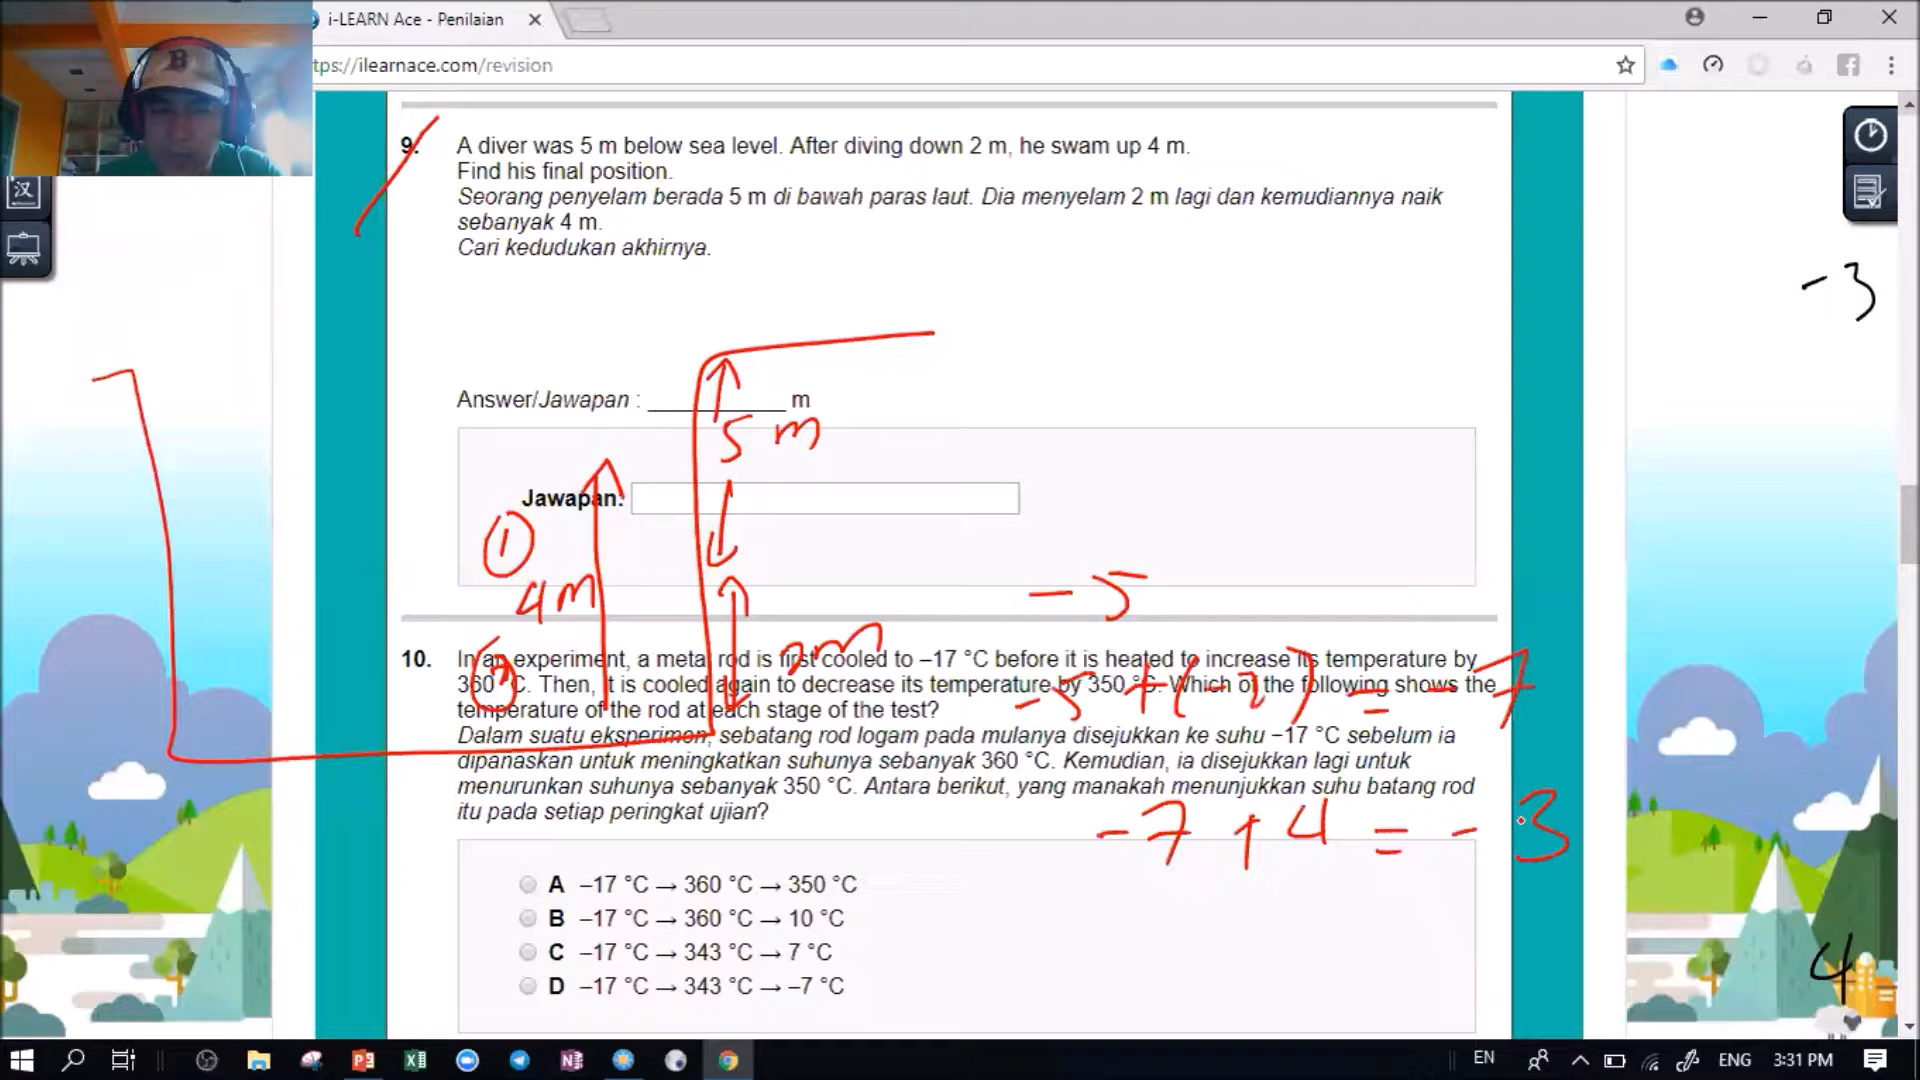 i-LEARN Ace - Penilaian
tps://ilearnace.com/revision
B
汉
9. A diver was 5 m below sea level. After diving down 2 m, he swam up 4 m.
Find his final position.
Seorang penyelam berada 5 m di bawah paras laut. Dia menyelam 2 m lagi dan kemudiannya naik
sebanyak 4 m.
Cari kedudukan akhirnya.
-3
Answer/Jawapan : ___________ m
5 m
Jawapan:
1
4m
-5
2m
10. In an experiment, a metal rod is first cooled to –17 °C before it is heated to increase its temperature by
360 °C. Then, it is cooled again to decrease its temperature by 350 °C. Which of the following shows the
temperature of the rod at each stage of the test?
-5 +(-2) = -7
Dalam suatu eksperimen, sebatang rod logam pada mulanya disejukkan ke suhu –17 °C sebelum ia
dipanaskan untuk meningkatkan suhunya sebanyak 360 °C. Kemudian, ia disejukkan lagi untuk
menurunkan suhunya sebanyak 350 °C. Antara berikut, yang manakah menunjukkan suhu batang rod
itu pada setiap peringkat ujian?
-7 + 4 = -3
A –17 °C → 360 °C → 350 °C
B –17 °C → 360 °C → 10 °C
C –17 °C → 343 °C → 7 °C
D –17 °C → 343 °C → –7 °C
4
EN
ENG
3:31 PM